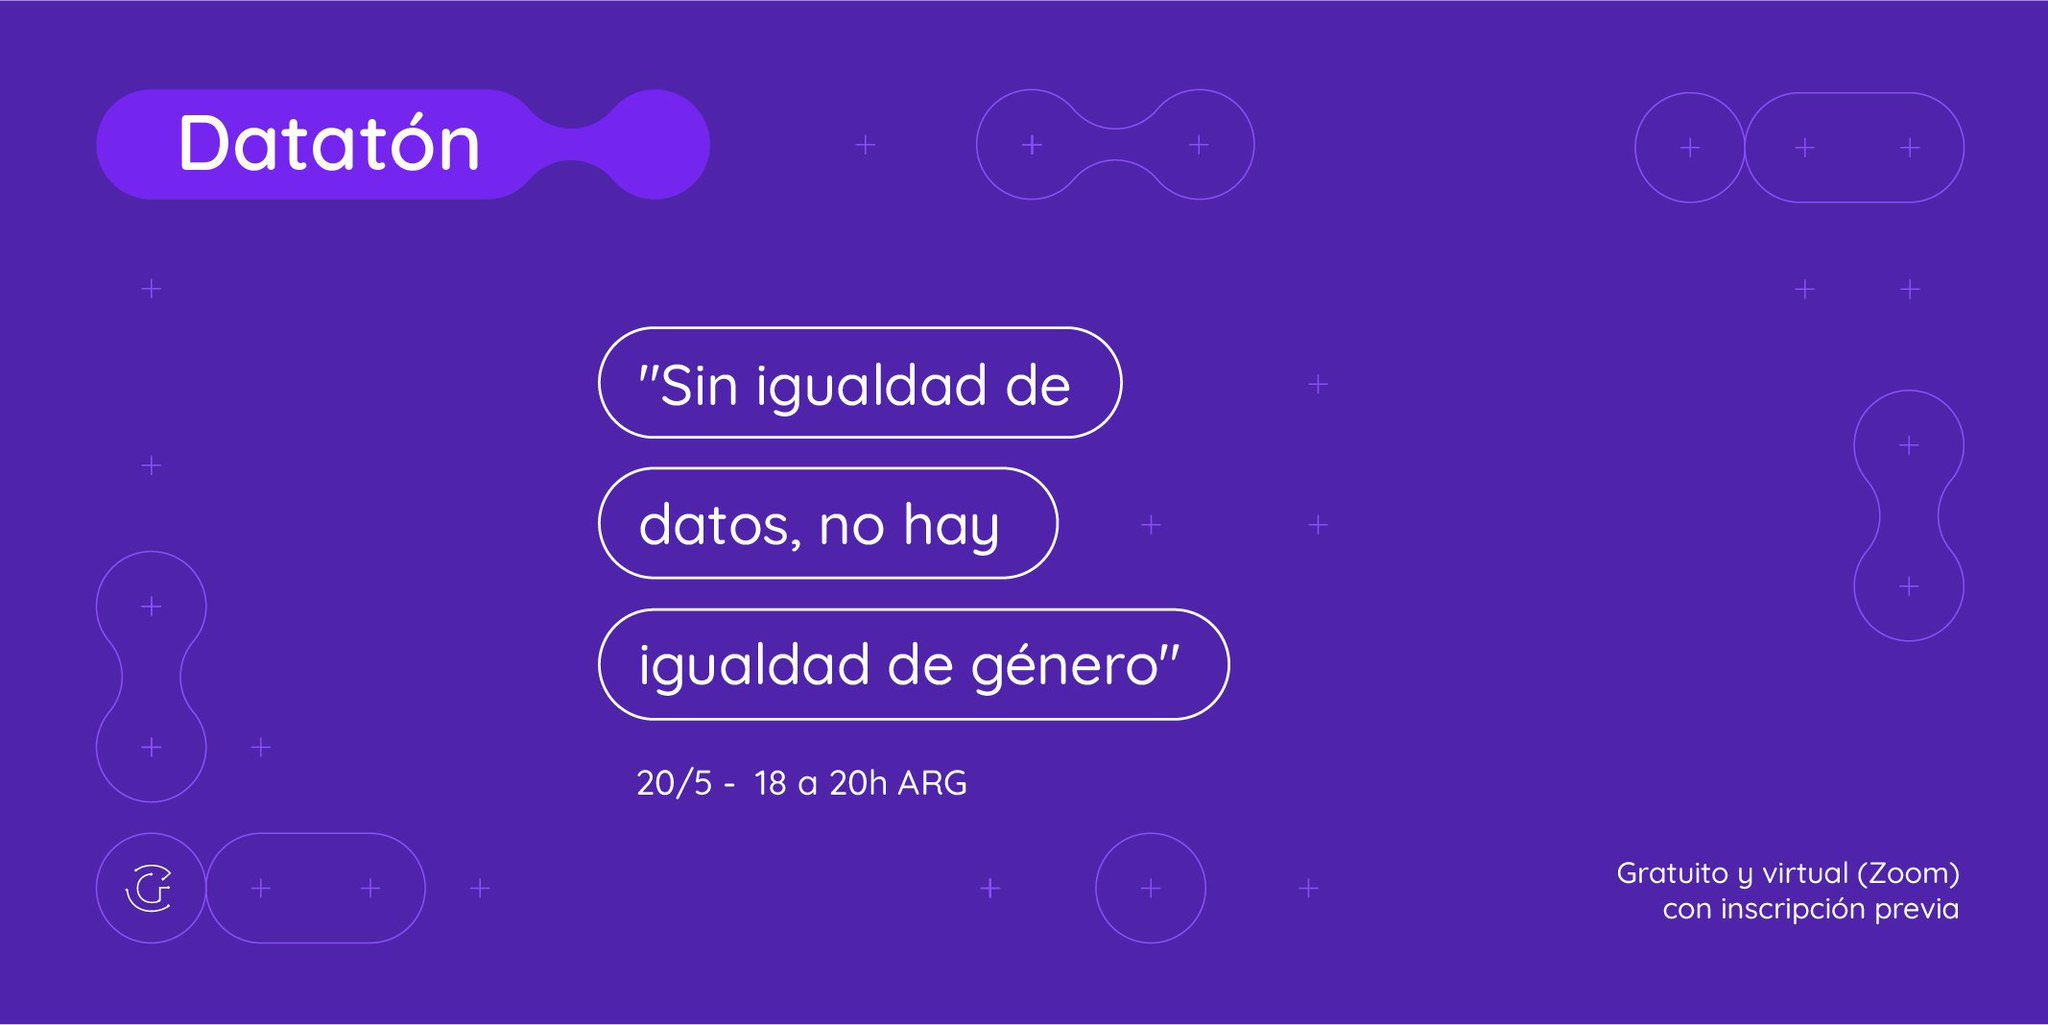 Datatón
"Sin igualdad de
datos, no hay
igualdad de género"
20/5 - 18 a 20h ARG
Gratuito y virtual (Zoom)
con inscripción previa